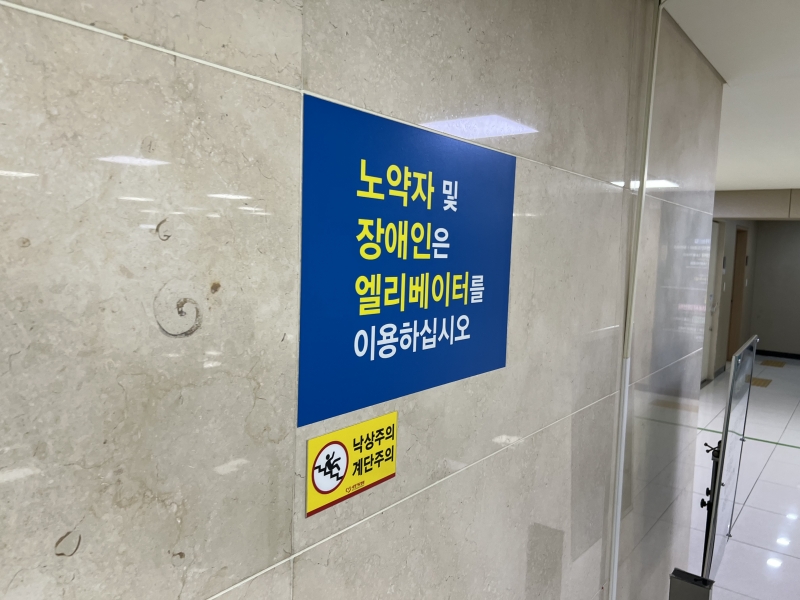 노약자 및
장애인은
엘리베이터를
이용하십시오
낙상주의
계단주의